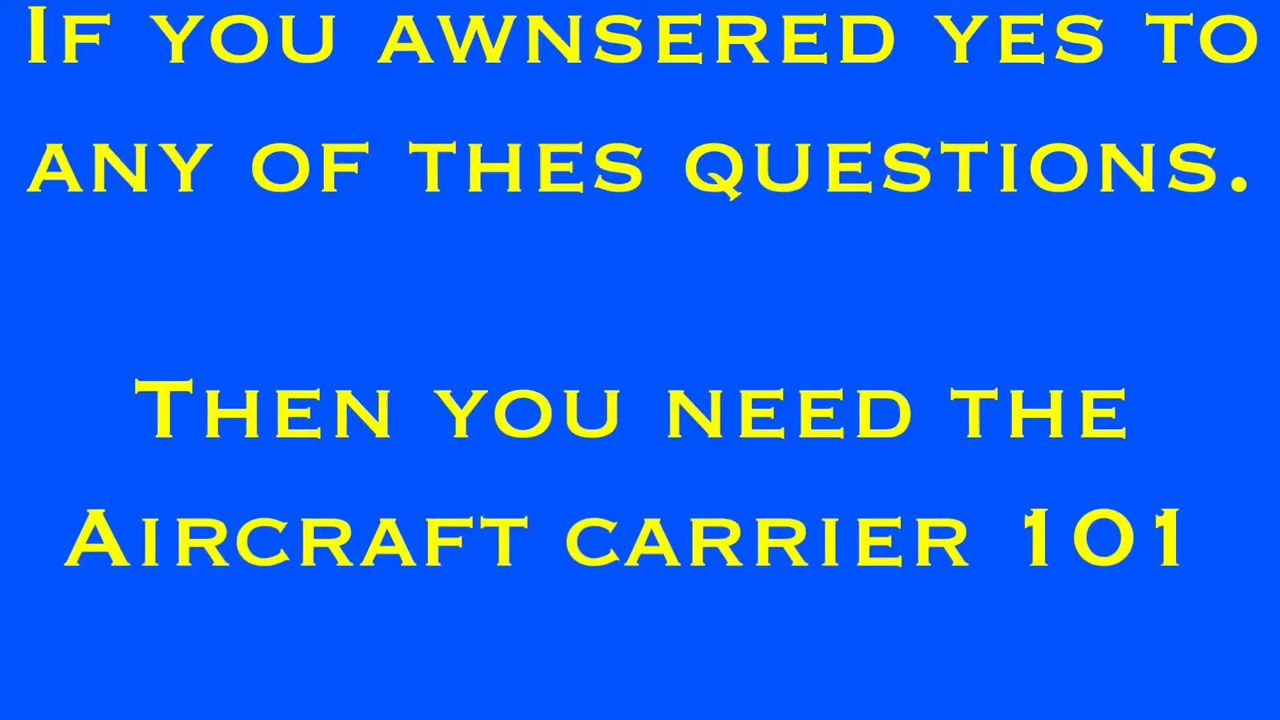 If you awnsered yes to
any of thes questions.
Then you need the
Aircraft carrier 101